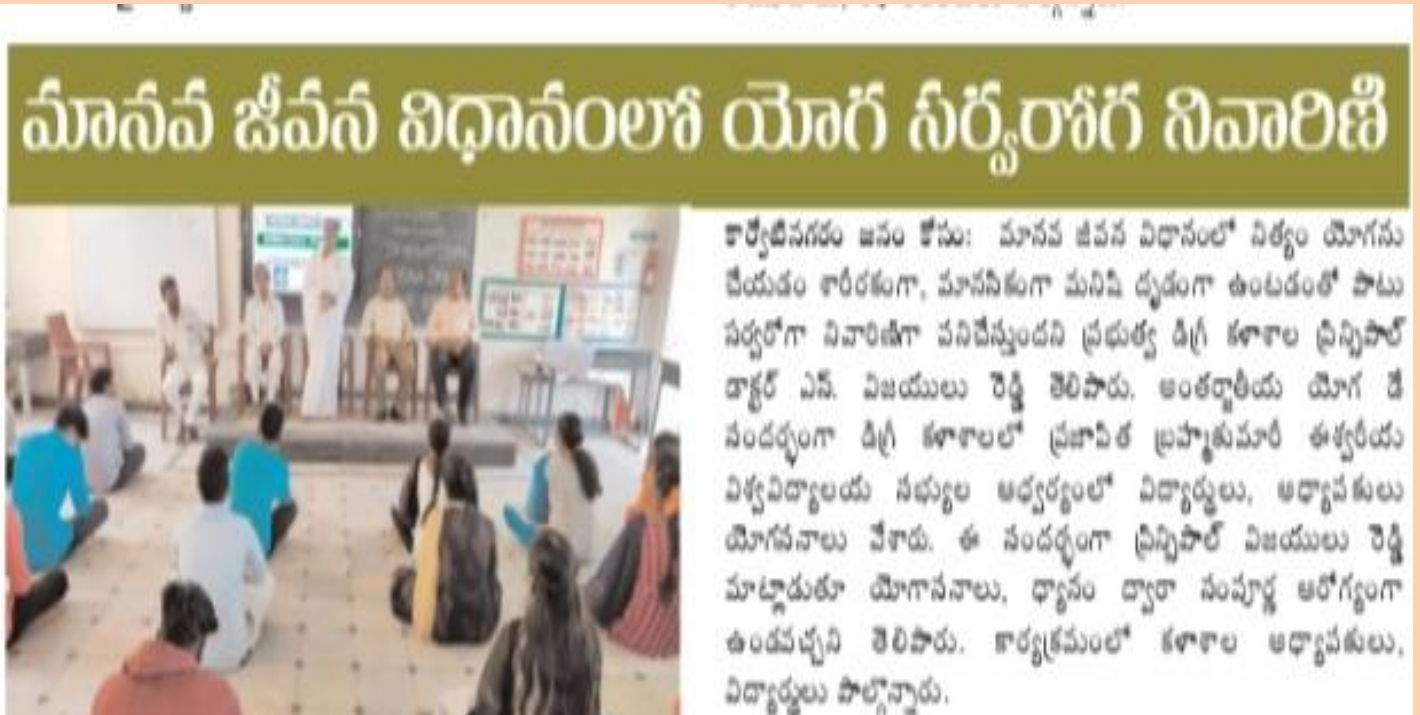 మానవ జీవన విధానంలో యోగ సర్వరోగ నివారిణి
కార్వేటినగరం జనం కోసం: మానవ జీవన విధానంలో నిత్యం యోగను
చేయడం శారీరకంగా, మానసికంగా మనిషి దృడంగా ఉంటడంతో పాటు
సర్వరోగా నివారిణిగా పనిచేస్తుందని ప్రభుత్వ డిగ్రీ కళాశాల ప్రిన్సిపాల్
డాక్టర్ ఎన్. విజయులు రెడ్డి తెలిపారు. అంతర్జాతీయ యోగ డే
సందర్భంగా డిగ్రీ కళాశాలలో ప్రజాపిత బ్రహ్మకుమారీ ఈశ్వరీయ
విశ్వవిద్యాలయ సభ్యుల ఆధ్వర్యంలో విద్యార్థులు, అధ్యాపకులు
యోగసనాలు వేశారు. ఈ సందర్భంగా ప్రిన్సిపాల్ విజయులు రెడ్డి
మాట్లాడుతూ యోగాసనాలు, ధ్యానం ద్వారా సంపూర్ణ ఆరోగ్యంగా
ఉండవచ్చని తెలిపారు. కార్యక్రమంలో కళాశాల అధ్యాపకులు,
విద్యార్థులు పాల్గొన్నారు.